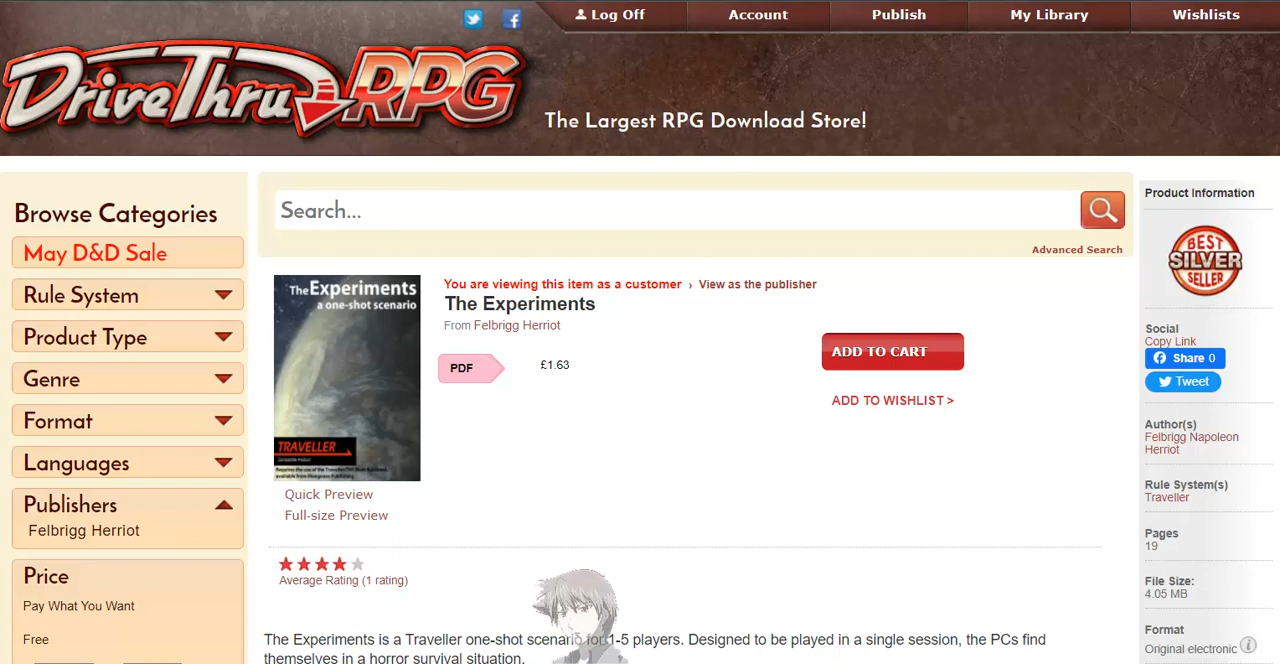 Log Off
Account
Publish
My Library
Wishlists
DriveThruRPG
The Largest RPG Download Store!
Browse Categories
May D&D Sale
Rule System
Product Type
Genre
Format
Languages
Publishers
Felbrigg Herriot
Price
Pay What You Want
Free
Search...
Advanced Search
The Experiments
a one-shot scenario
TRAVELLER
Quick Preview
Full-size Preview
You are viewing this item as a customer › View as the publisher
The Experiments
From Felbrigg Herriot
PDF
£1.63
ADD TO CART
ADD TO WISHLIST >
Average Rating (1 rating)
The Experiments is a Traveller one-shot scenario for 1-5 players. Designed to be played in a single session, the PCs find
themselves in a horror survival situation.
Product Information
BEST
SILVER
SELLER
Social
Copy Link
Share 0
Tweet
Author(s)
Felbrigg Napoleon
Herriot
Rule System(s)
Traveller
Pages
19
File Size:
4.05 MB
Format
Original electronic